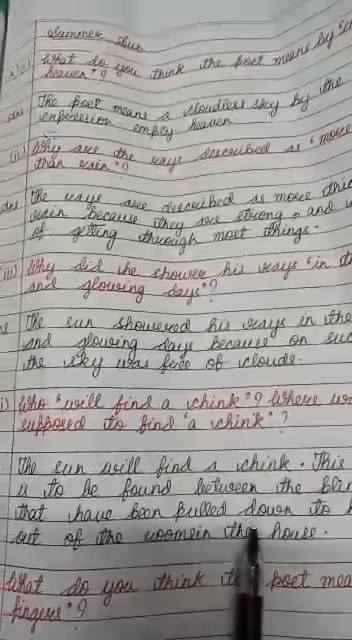 Summer Sun
What do you think the poet means by "em
heaven"?
Ans The poet means a cloudless sky by the
expression empty heaven
(ii) Why are the rays described as "more
than rain"?
Ans The rays are described as more thic
rain because they are strong and
of getting through most things.
(iii) Why did the shower his rays "in th
and glowing days"?
The sun showered his rays in the
and glowing days because on suc
the sky was free of clouds.
Who "will find a chink"? Where wa
supposed to find "a chink"?
The sun will find a chink. This
is to be found between the blin
that have been pulled down to k
out of the room in the house.
What do you think the poet mea
fingers"?